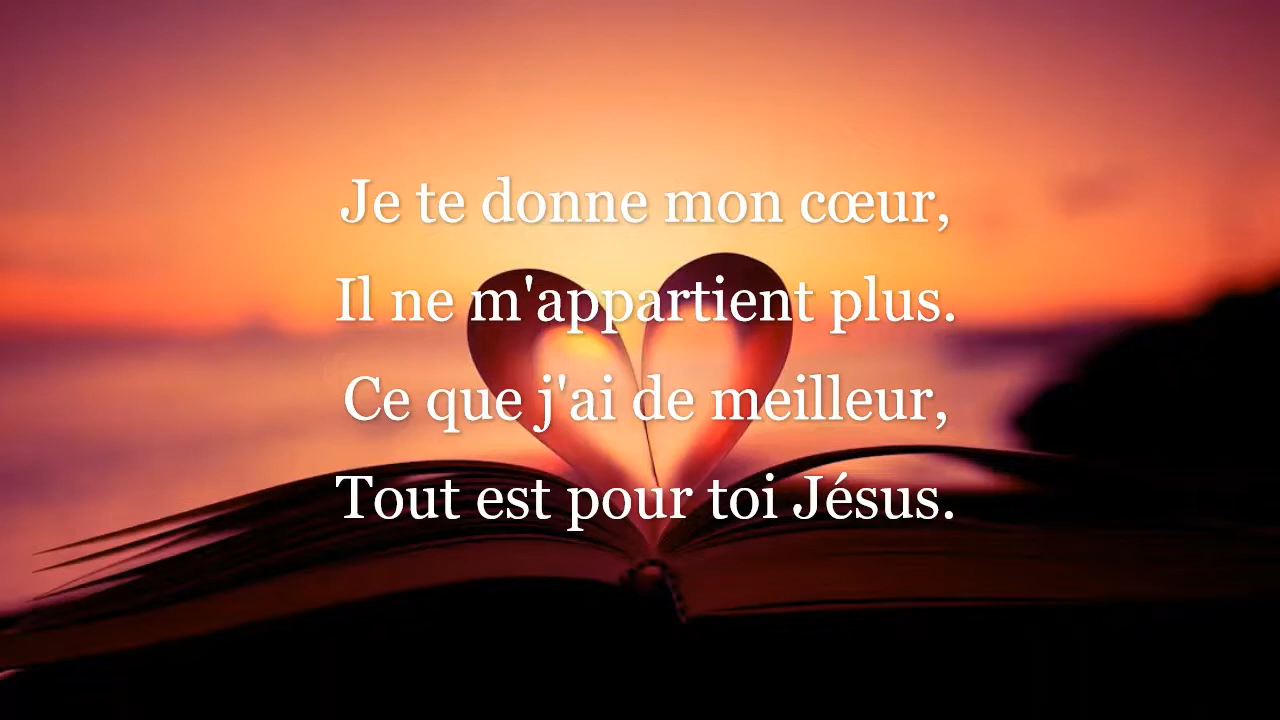 Je te donne mon cœur,
Il ne m'appartient plus.
Ce que j'ai de meilleur,
Tout est pour toi Jésus.